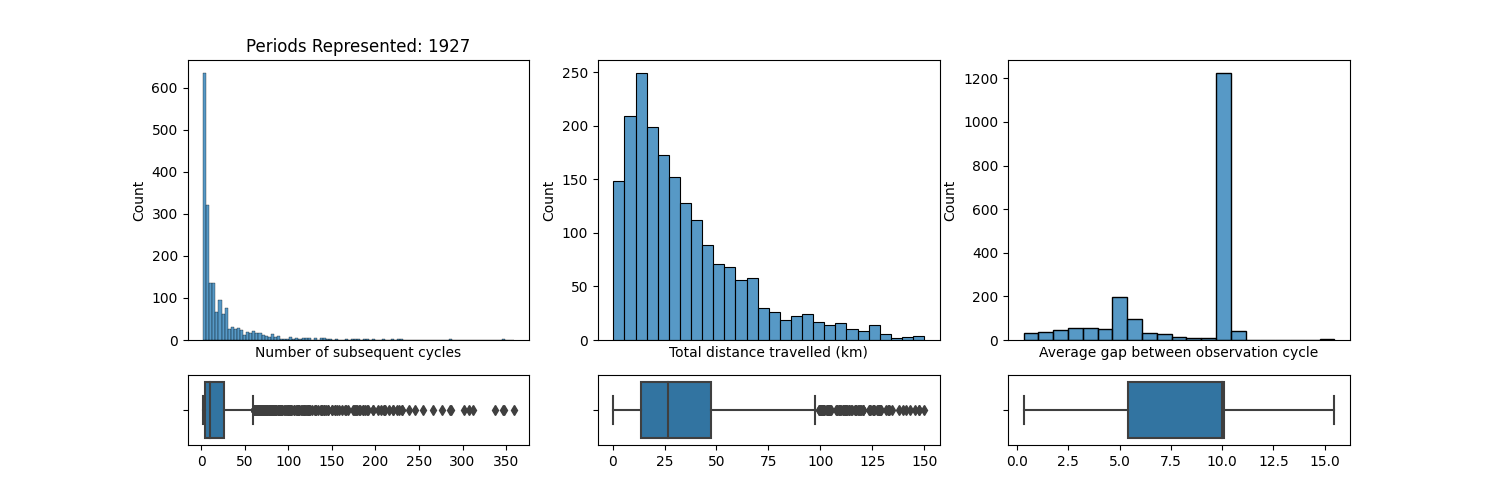 Periods Represented: 1927
Count
600
500
400
300
200
100
0
Number of subsequent cycles
0 50 100 150 200 250 300 350
Count
250
200
150
100
50
0
Total distance travelled (km)
0 25 50 75 100 125 150
Count
1200
1000
800
600
400
200
0
Average gap between observation cycle
0.0 2.5 5.0 7.5 10.0 12.5 15.0